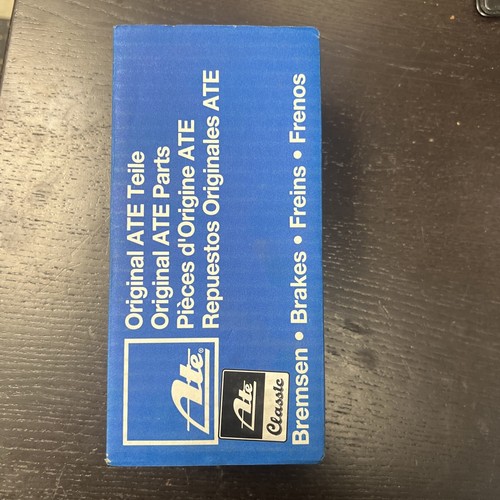 Original ATE Teile
Original ATE Parts
Pièces d'Origine ATE
Repuestos Originales ATE
Ate®
Ate
Classic
Bremsen • Brakes • Freins • Frenos